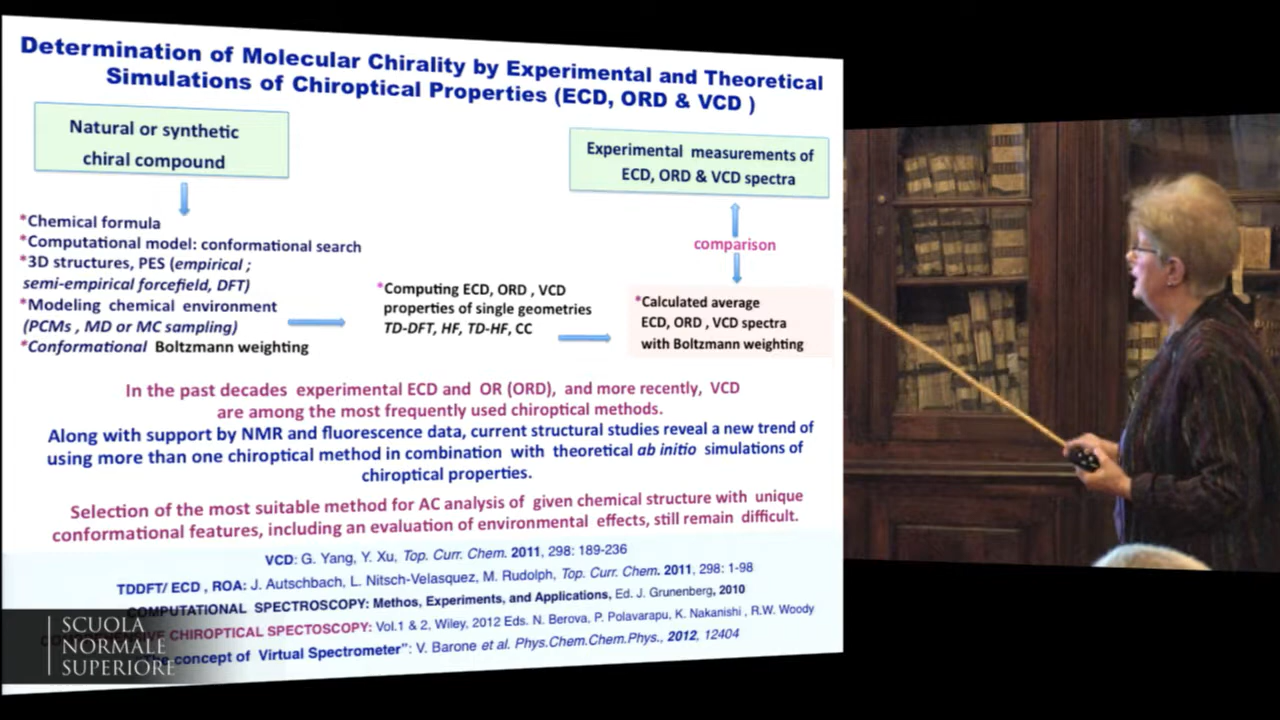 Determination of Molecular Chirality by Experimental and Theoretical
Simulations of Chiroptical Properties (ECD, ORD & VCD )
Natural or synthetic
chiral compound
*Chemical formula
*Computational model: conformational search
*3D structures, PES (empirical ;
semi-empirical forcefield, DFT)
*Modeling chemical environment
(PCMs , MD or MC sampling)
*Conformational Boltzmann weighting
*Computing ECD, ORD , VCD
properties of single geometries
TD-DFT, HF, TD-HF, CC
Experimental measurements of
ECD, ORD & VCD spectra
comparison
*Calculated average
ECD, ORD , VCD spectra
with Boltzmann weighting
In the past decades experimental ECD and OR (ORD), and more recently, VCD
are among the most frequently used chiroptical methods.
Along with support by NMR and fluorescence data, current structural studies reveal a new trend of
using more than one chiroptical method in combination with theoretical ab initio simulations of
chiroptical properties.
Selection of the most suitable method for AC analysis of given chemical structure with unique
conformational features, including an evaluation of environmental effects, still remain difficult.
VCD: G. Yang, Y. Xu, Top. Curr. Chem. 2011, 298: 189-236
TDDFT/ ECD , ROA: J. Autschbach, L. Nitsch-Velasquez, M. Rudolph, Top. Curr. Chem. 2011, 298: 1-98
COMPUTATIONAL SPECTROSCOPY: Methos, Experiments, and Applications, Ed. J. Grunenberg, 2010
CHIROPTICAL SPECTOSCOPY: Vol.1 & 2, Wiley, 2012 Eds. N. Berova, P. Polavarapu, K. Nakanishi , R.W. Woody
concept of Virtual Spectrometer": V. Barone et al. Phys.Chem.Chem.Phys., 2012, 12404
SCUOLA
NORMALE
SUPERIORE